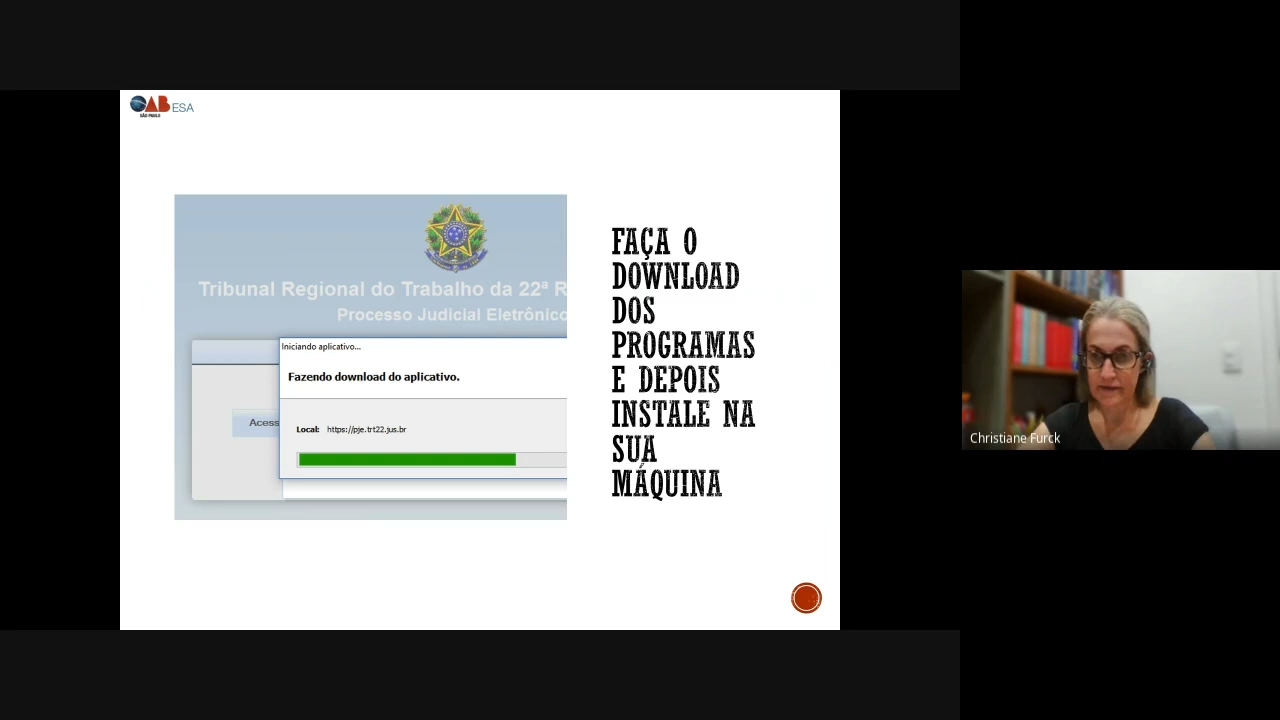 OAB ESA
SÃO PAULO
Tribunal Regional do Trabalho da 22ª R
Processo Judicial Eletrônico
Iniciando aplicativo...
Fazendo download do aplicativo.
Acess
Local: https://pje.trt22.jus.br
FAÇA O
DOWNLOAD
DOS
PROGRAMAS
E DEPOIS
INSTALE NA
SUA
MÁQUINA
Christiane Furck